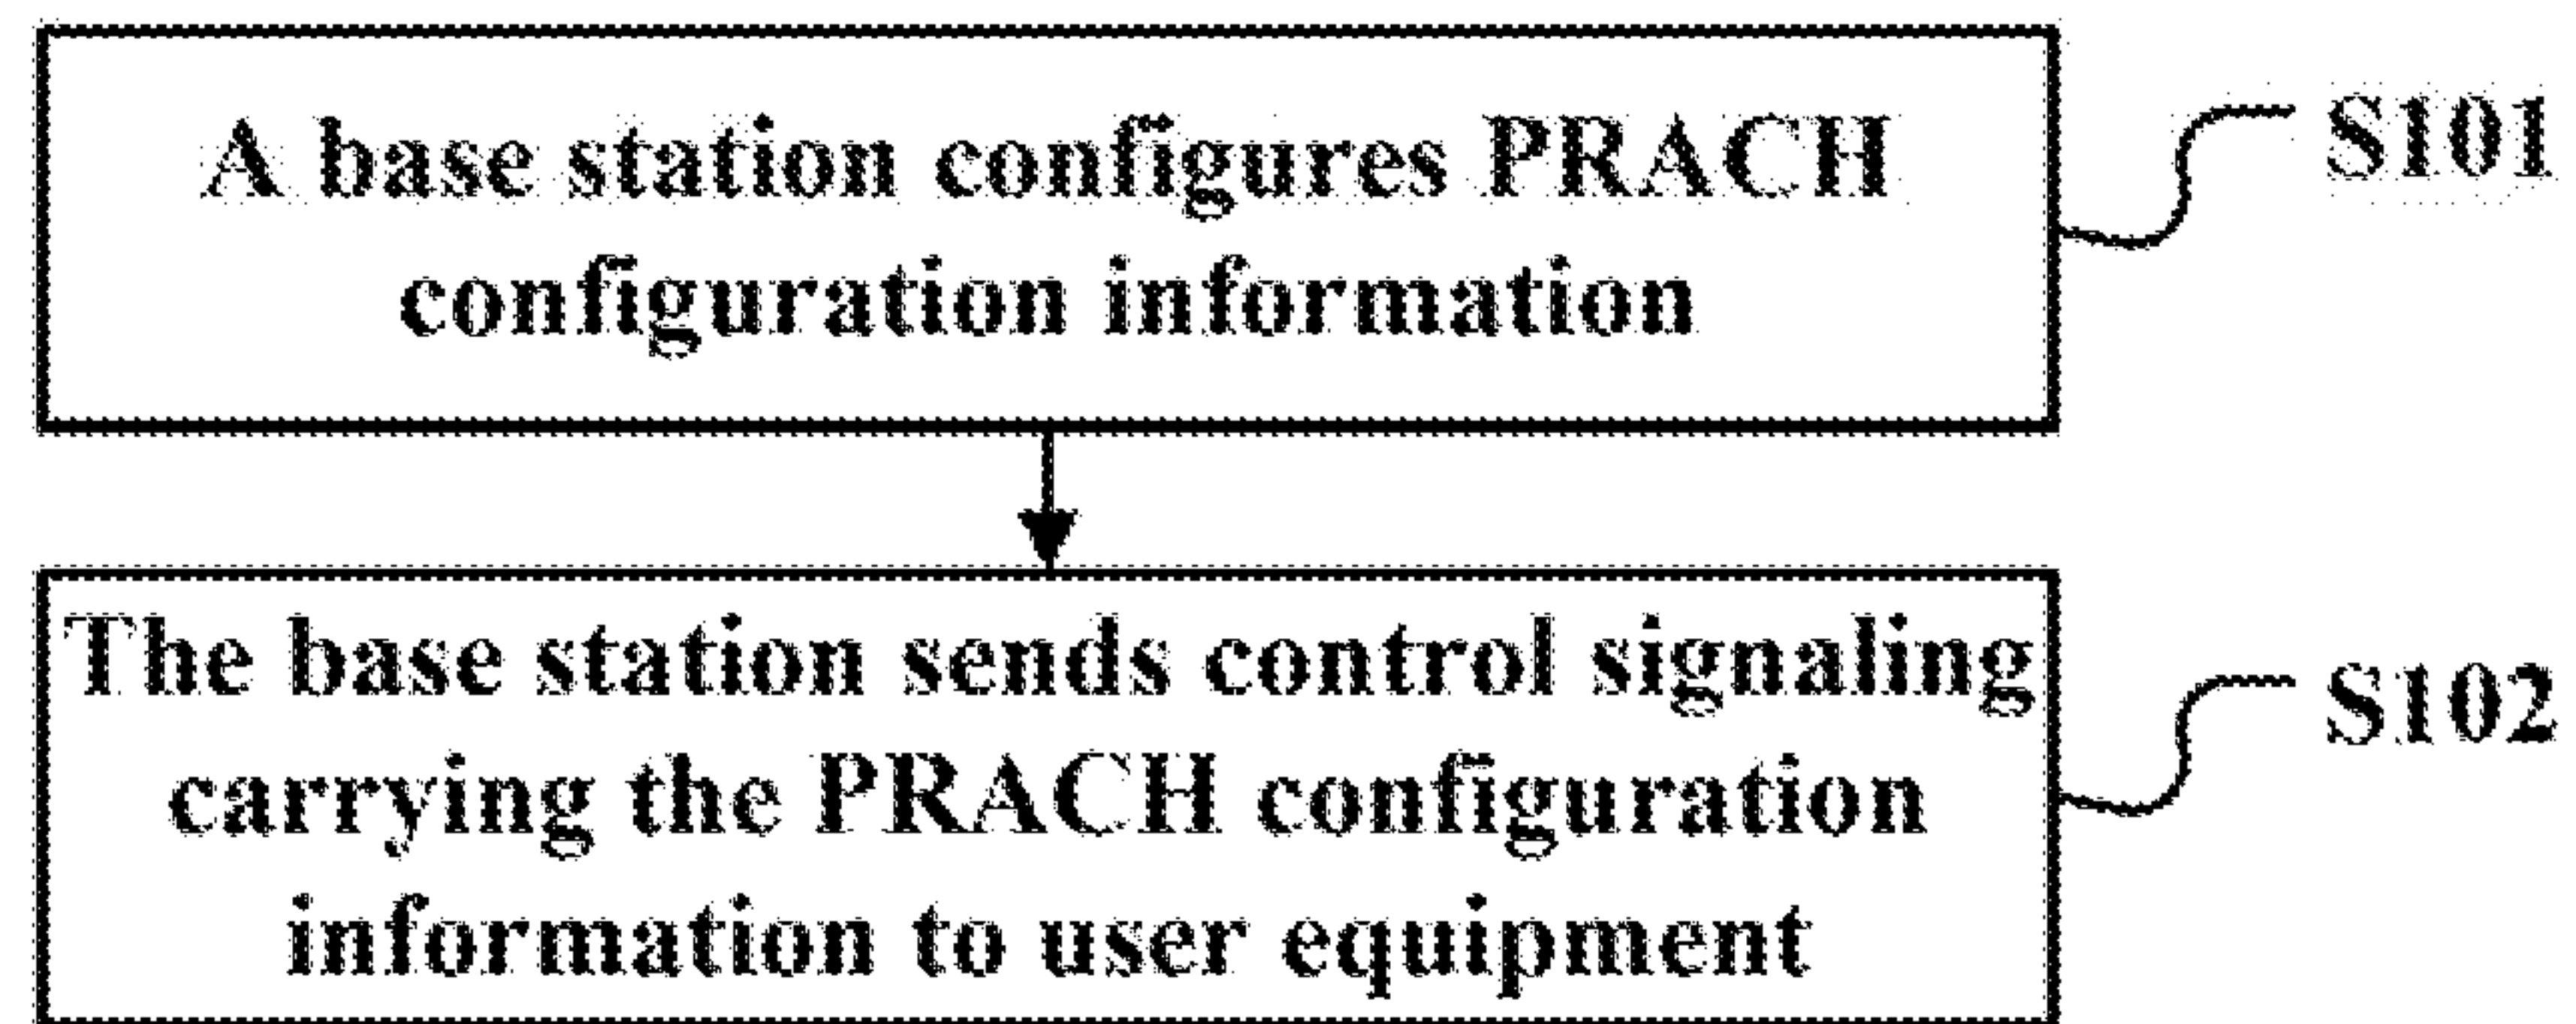 A base station configures PRACH
configuration information
S101
The base station sends control signaling
carrying the PRACH configuration
information to user equipment
S102